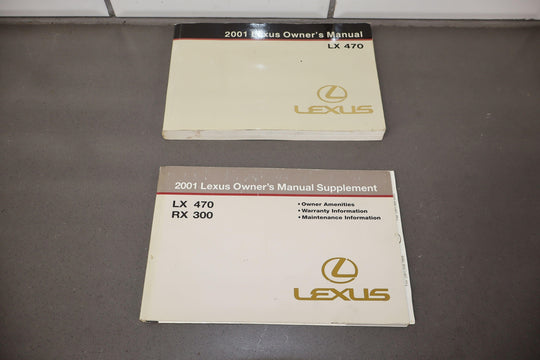 2001 Lexus Owner's Manual
LX 470
LEXUS
2001 Lexus Owner's Manual Supplement
LX 470
RX 300
• Owner Amenities
• Warranty Information
• Maintenance Information
LEXUS